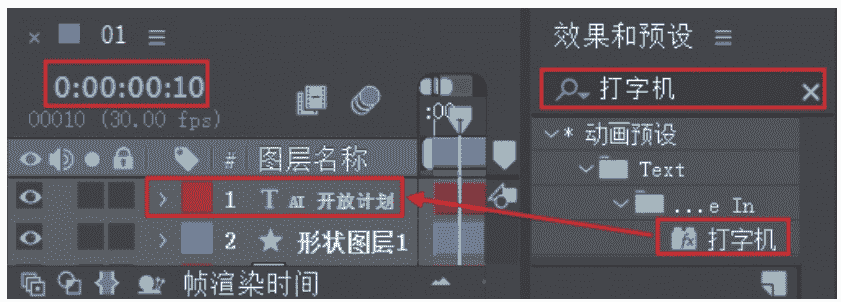 01
0:00:00:10
00010 (30.00 fps)
:00
# 图层名称
1 T AI 开放计划
2 形状图层1
帧渲染时间
效果和预设
打字机
* 动画预设
Text
...e In
打字机